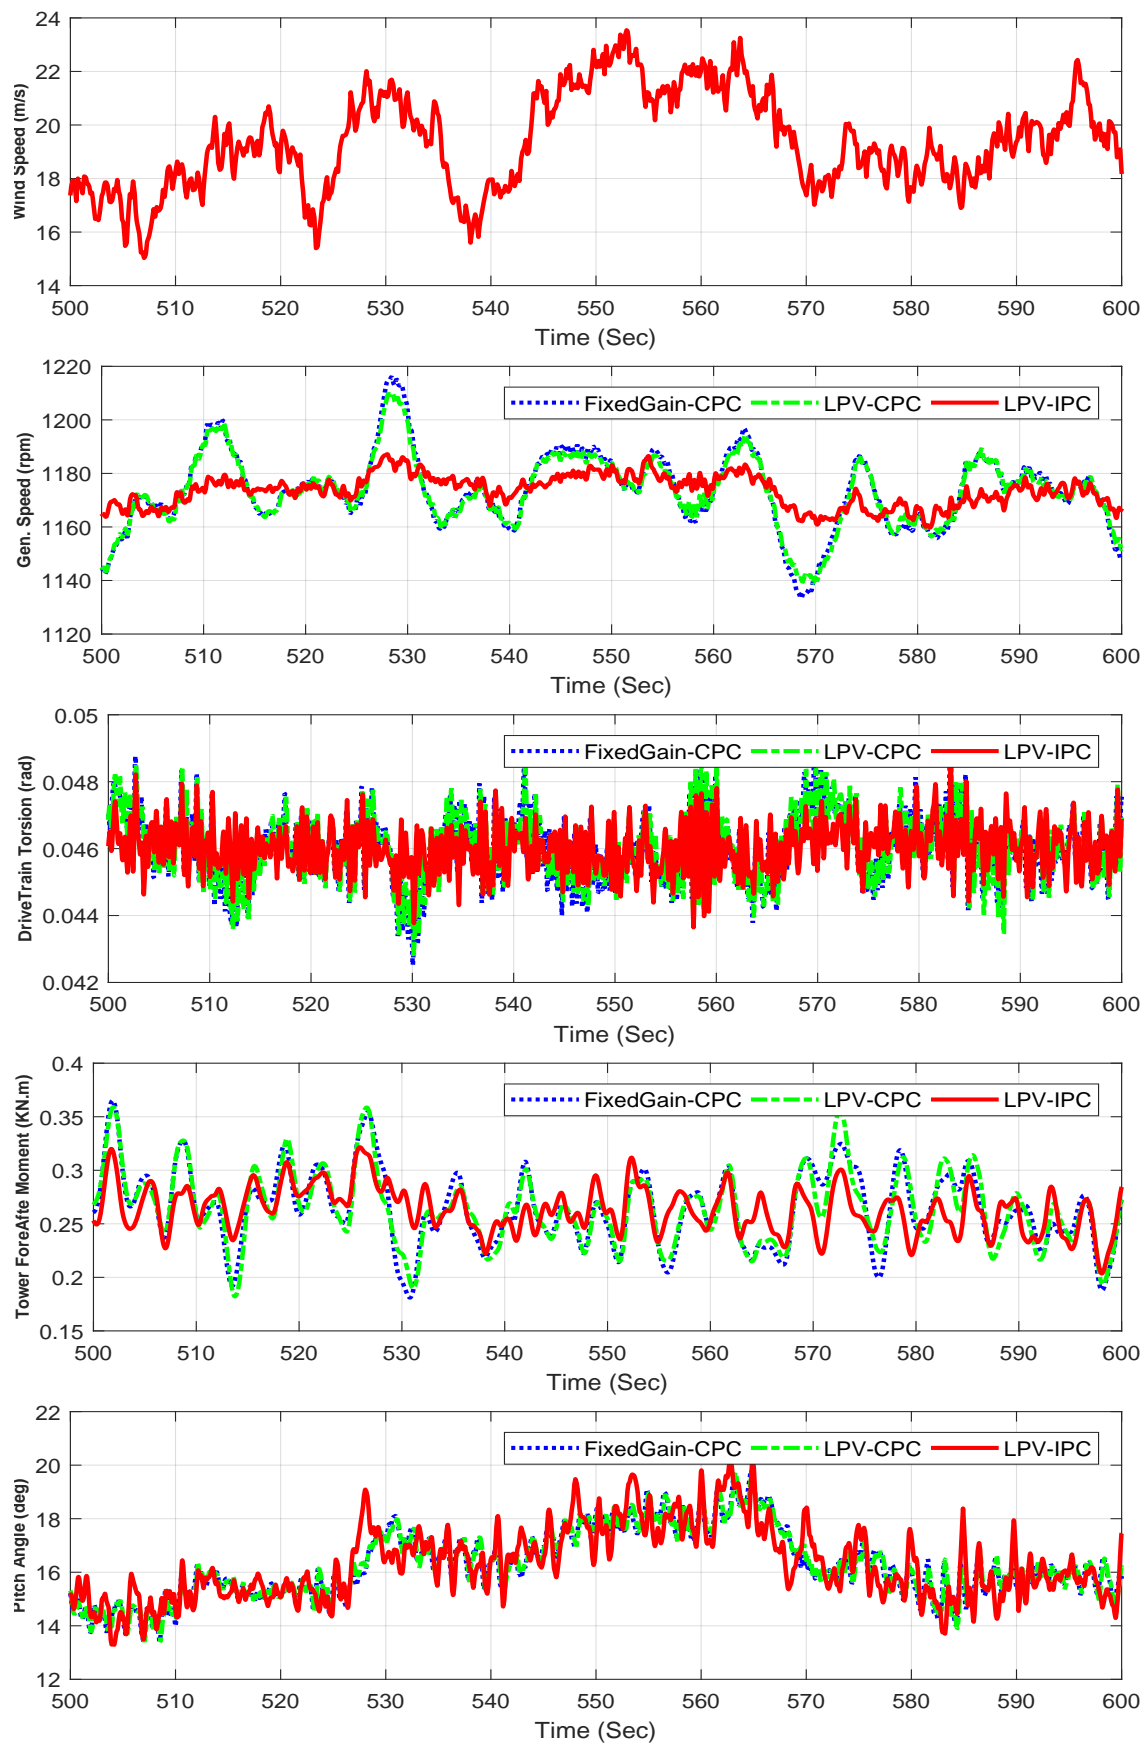 24
22
20
18
16
14
Wind Speed (m/s)
500 510 520 530 540 550 560 570 580 590 600
Time (Sec)
1220
1200
1180
1160
1140
1120
Gen. Speed (rpm)
FixedGain-CPC LPV-CPC LPV-IPC
500 510 520 530 540 550 560 570 580 590 600
Time (Sec)
0.05
0.048
0.046
0.044
0.042
DriveTrain Torsion (rad)
FixedGain-CPC LPV-CPC LPV-IPC
500 510 520 530 540 550 560 570 580 590 600
Time (Sec)
0.4
0.35
0.3
0.25
0.2
0.15
Tower ForeAfte Moment (KN.m)
FixedGain-CPC LPV-CPC LPV-IPC
500 510 520 530 540 550 560 570 580 590 600
Time (Sec)
22
20
18
16
14
12
Pitch Angle (deg)
FixedGain-CPC LPV-CPC LPV-IPC
500 510 520 530 540 550 560 570 580 590 600
Time (Sec)